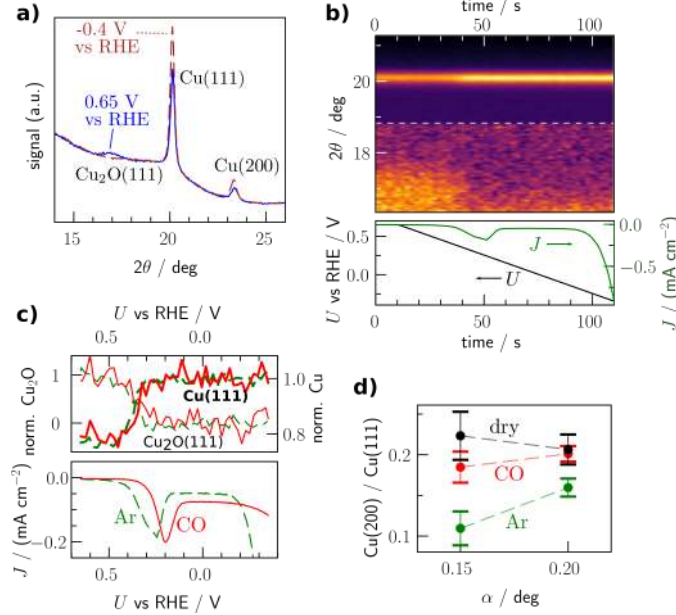 a)
-0.4 V
vs RHE
Cu(111)
0.65 V
vs RHE
Cu₂O(111)
Cu(200)
signal (a.u.)
15 20 25
2θ / deg
b)
time / s
0 50 100
2θ / deg
20
18
U vs RHE / V
0.5
0.0
J
U
0.0
−0.5
J / (mA cm⁻²)
0 50 100
time / s
c)
U vs RHE / V
0.5 0.0
norm. Cu₂O
1
0
Cu(111)
Cu₂O(111)
1.0
0.8
norm. Cu
J / (mA cm⁻²)
0.0
−0.2
Ar
CO
0.5 0.0
U vs RHE / V
d)
Cu(200) / Cu(111)
0.2
0.1
dry
CO
Ar
0.15 0.20
α / deg